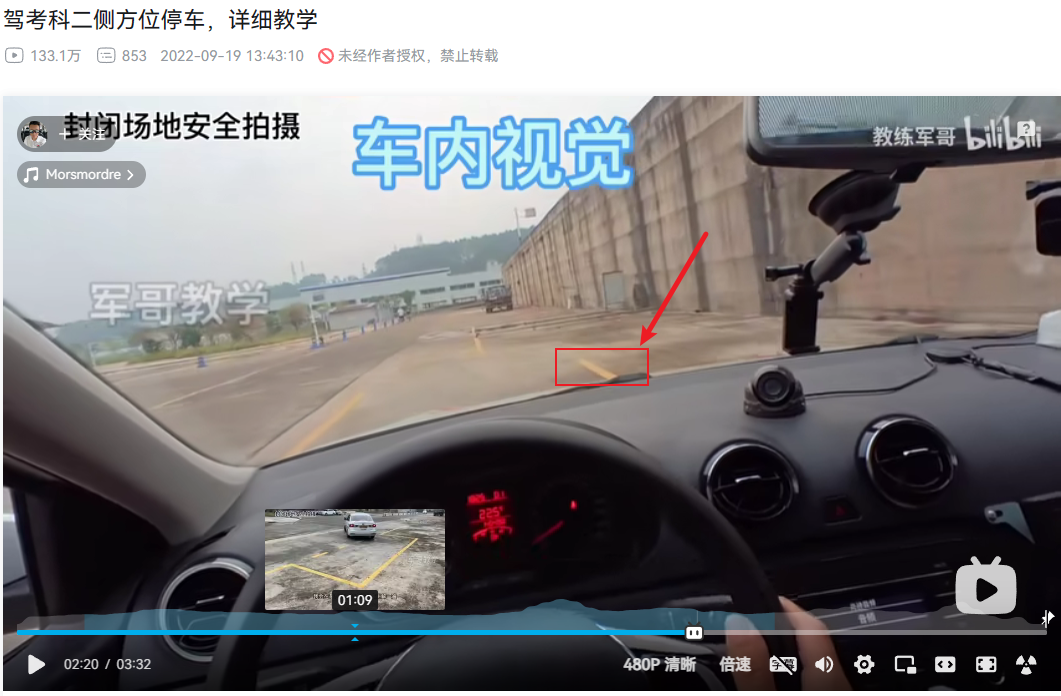 驾考科二侧方位停车，详细教学
133.1万 853 2022-09-19 13:43:10 未经作者授权，禁止转载
封闭场地安全拍摄
+ 关注
车内视觉
教练军哥 bilibili
Morsmordre
军哥教学
225°
01:09
02:20 / 03:32 480P 清晰 倍速